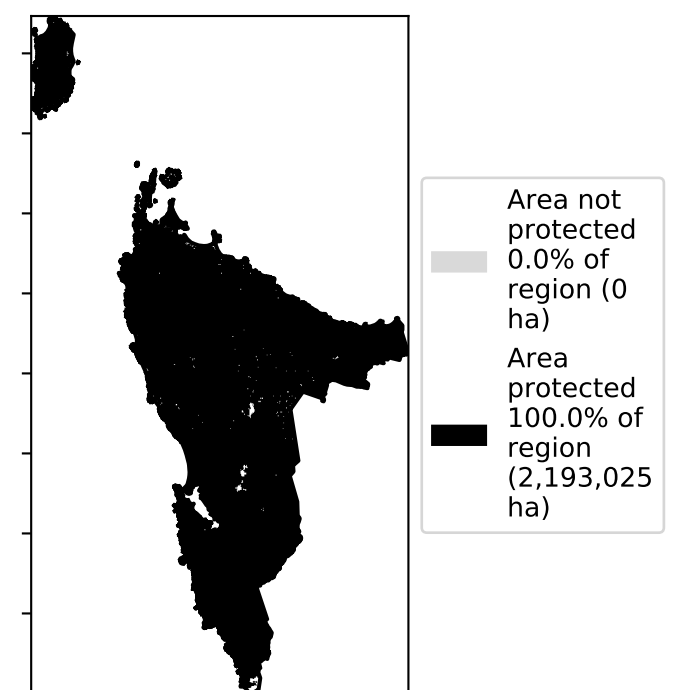 Area not
protected
0.0% of
region (0
ha)
Area
protected
100.0% of
region
(2,193,025
ha)